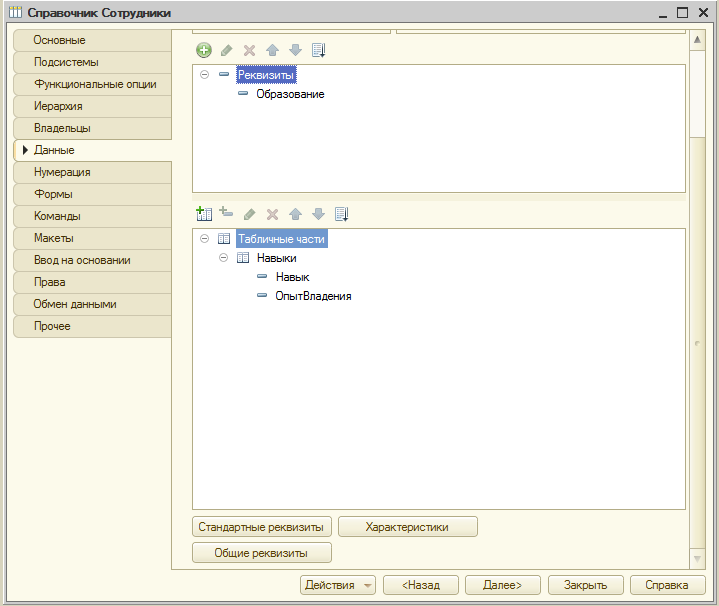 Справочник Сотрудники
Основные
Подсистемы
Функциональные опции
Иерархия
Владельцы
Данные
Нумерация
Формы
Команды
Макеты
Ввод на основании
Права
Обмен данными
Прочее
Реквизиты
Образование
Табличные части
Навыки
Навык
ОпытВладения
Стандартные реквизиты
Характеристики
Общие реквизиты
Действия
<Назад
Далее>
Закрыть
Справка